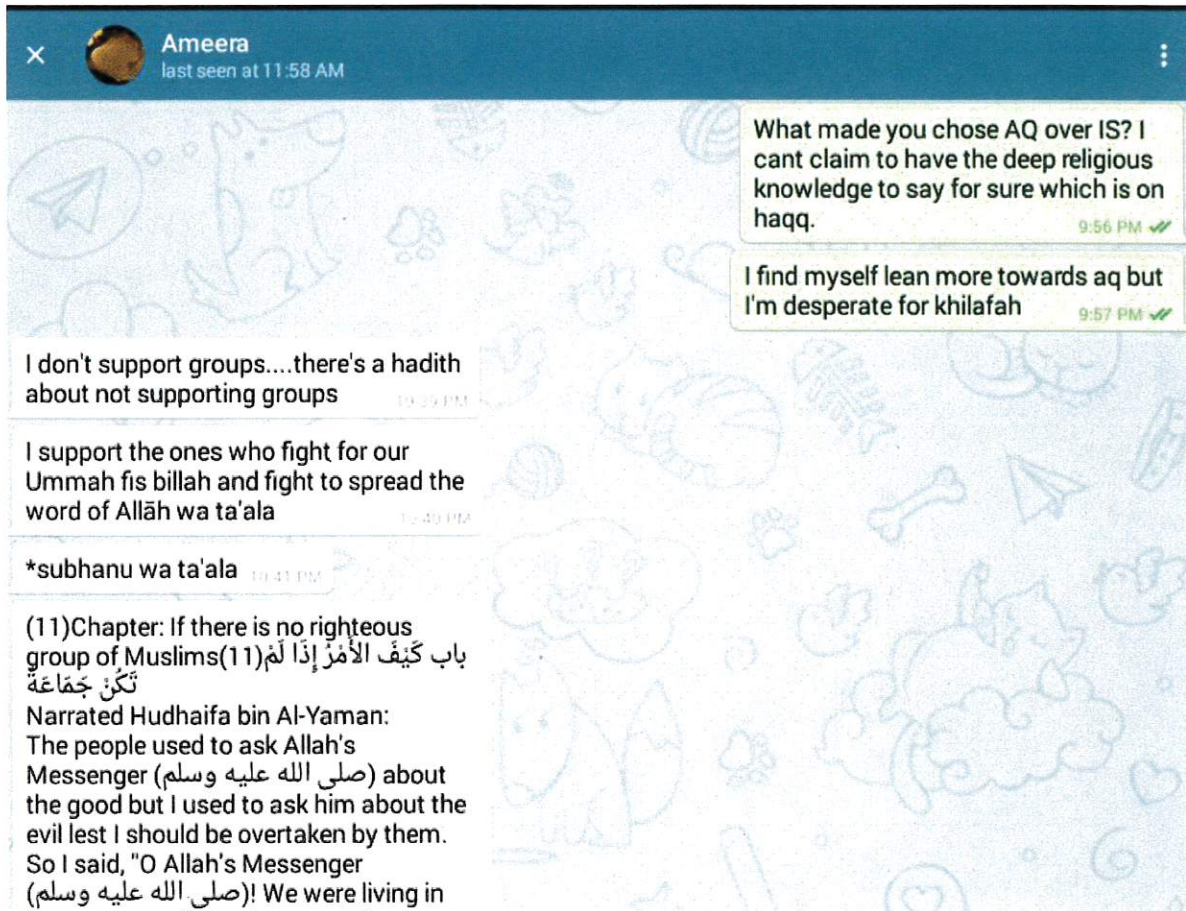 Ameera
last seen at 11:58 AM
What made you chose AQ over IS? I
cant claim to have the deep religious
knowledge to say for sure which is on
haqq.
9:56 PM
I find myself lean more towards aq but
I'm desperate for khilafah
9:57 PM
I don't support groups....there's a hadith
about not supporting groups
I support the ones who fight for our
Ummah fis billah and fight to spread the
word of Allāh wa ta'ala
*subhanu wa ta'ala
(11)Chapter: If there is no righteous
group of Muslims(11)باب كَيْفَ الأَمْرُ إِذَا لَمْ
تَكُنْ جَمَاعَةٌ
Narrated Hudhaifa bin Al-Yaman:
The people used to ask Allah's
Messenger (صلى الله عليه وسلم) about
the good but I used to ask him about the
evil lest I should be overtaken by them.
So I said, "O Allah's Messenger
(صلى الله عليه وسلم)! We were living in